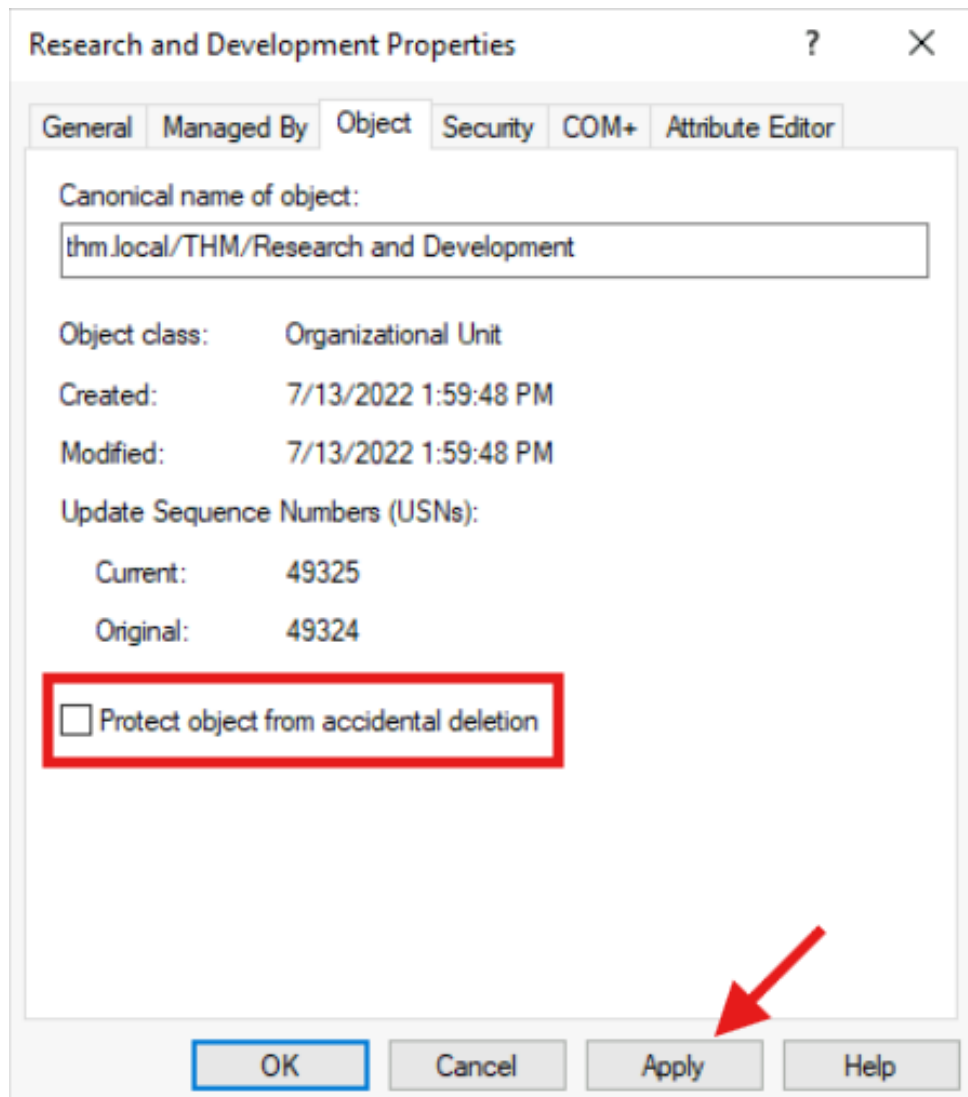 Research and Development Properties ? ×
General Managed By Object Security COM+ Attribute Editor
Canonical name of object:
thm.local/THM/Research and Development
Object class: Organizational Unit
Created: 7/13/2022 1:59:48 PM
Modified: 7/13/2022 1:59:48 PM
Update Sequence Numbers (USNs):
Current: 49325
Original: 49324
Protect object from accidental deletion
OK Cancel Apply Help